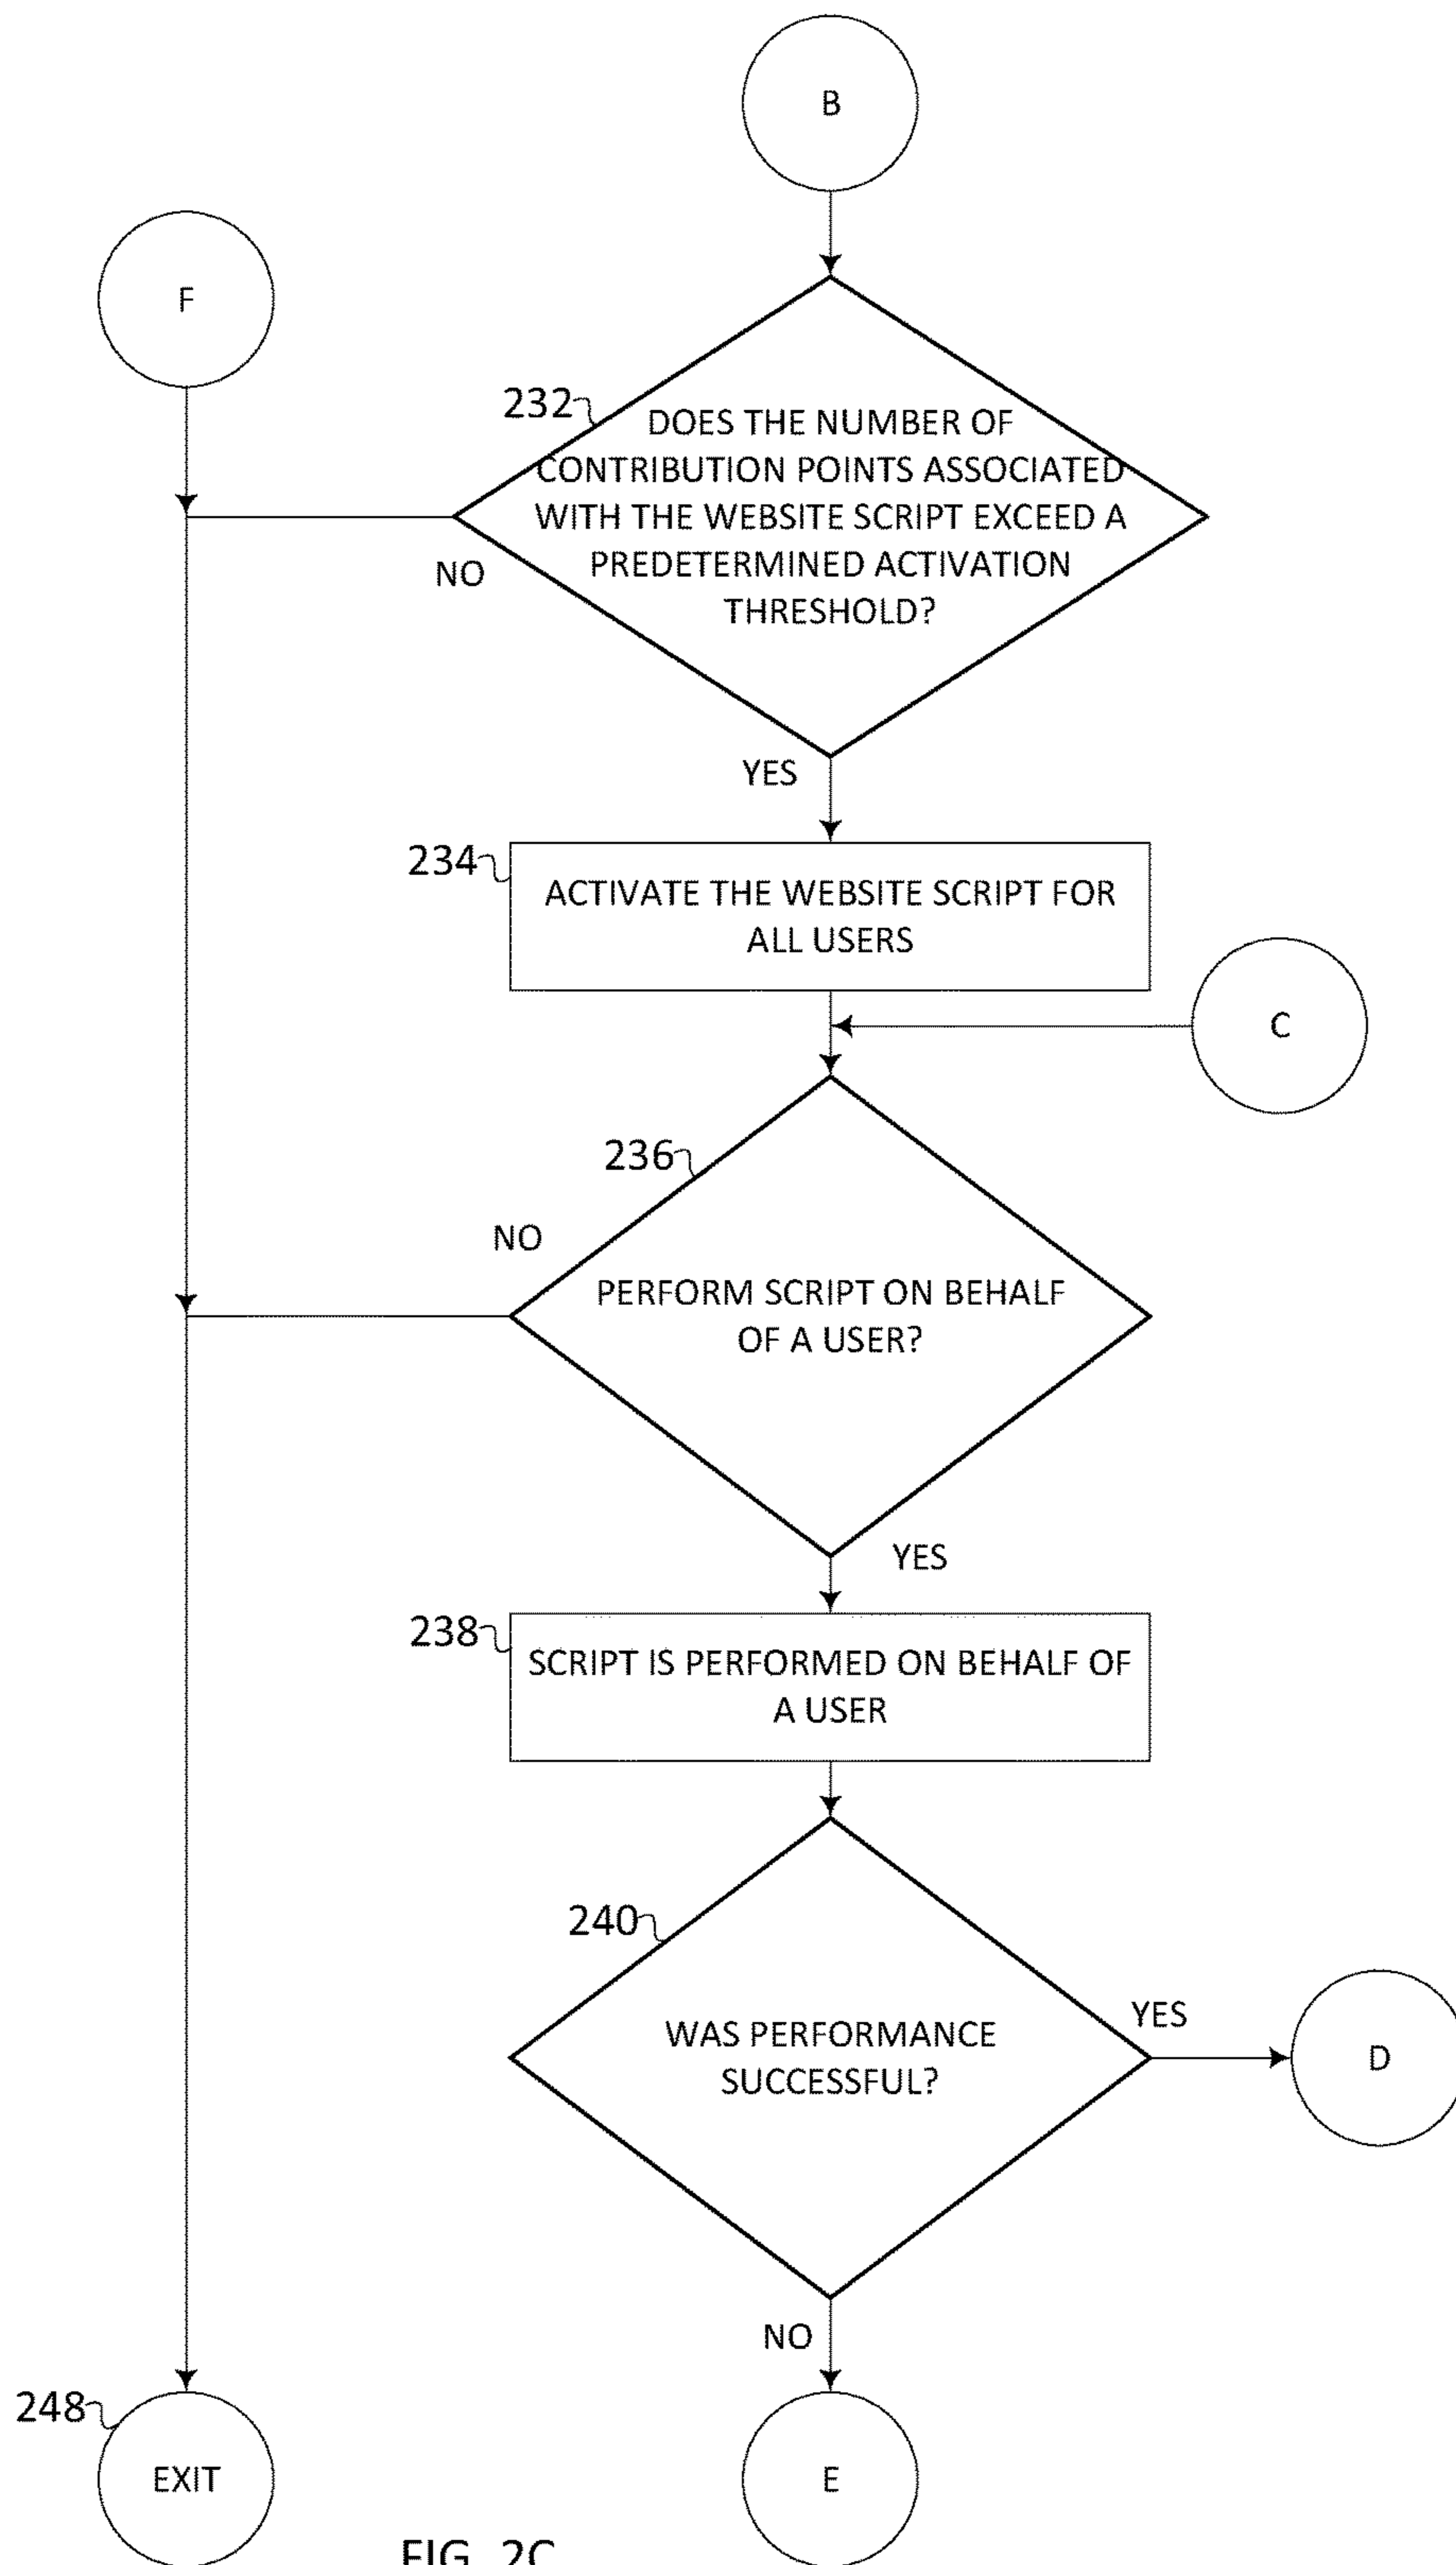 B
F
232
DOES THE NUMBER OF
CONTRIBUTION POINTS ASSOCIATED
WITH THE WEBSITE SCRIPT EXCEED A
PREDETERMINED ACTIVATION
THRESHOLD?
NO
YES
234
ACTIVATE THE WEBSITE SCRIPT FOR
ALL USERS
C
236
NO
PERFORM SCRIPT ON BEHALF
OF A USER?
YES
238
SCRIPT IS PERFORMED ON BEHALF OF
A USER
240
YES
WAS PERFORMANCE
SUCCESSFUL?
D
NO
248
EXIT
E
FIG. 2C